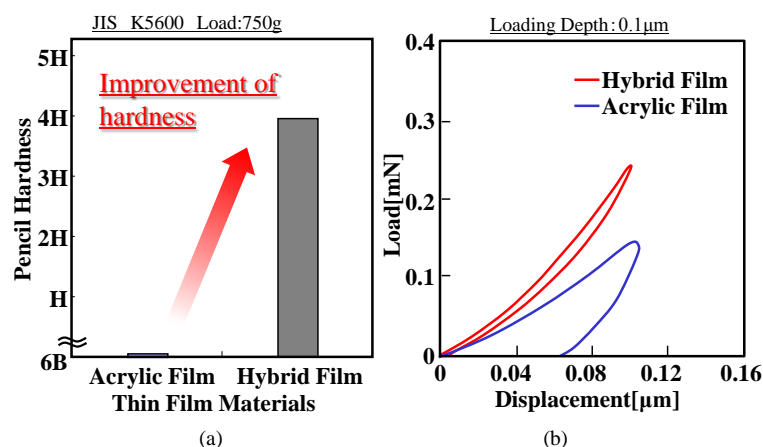 JIS K5600 Load:750g
5H
4H
3H
2H
H
6B
Pencil Hardness
Improvement of
hardness
Acrylic Film Hybrid Film
Thin Film Materials
(a)
Loading Depth：0.1μm
0.4
0.3
0.2
0.1
0
Load[mN]
Hybrid Film
Acrylic Film
0 0.04 0.08 0.12 0.16
Displacement[μm]
(b)